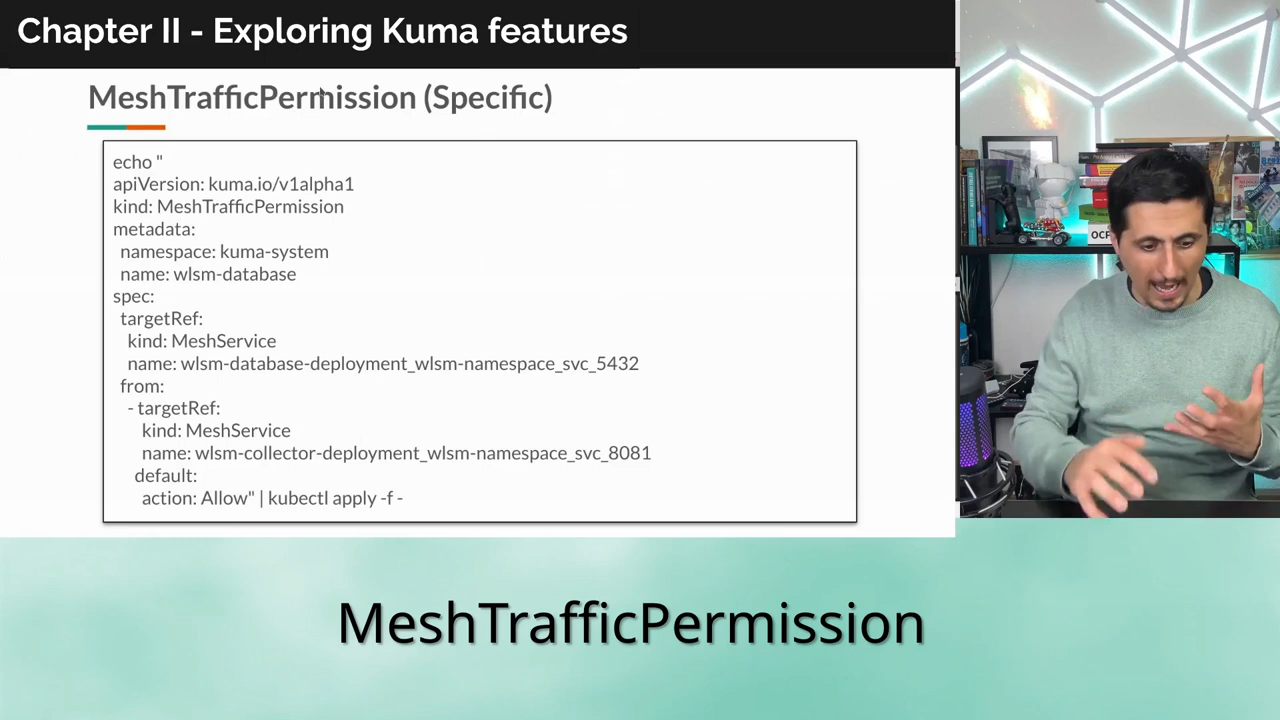 Chapter II - Exploring Kuma features
MeshTrafficPermission (Specific)
echo "
apiVersion: kuma.io/v1alpha1
kind: MeshTrafficPermission
metadata:
  namespace: kuma-system
  name: wlsm-database
spec:
  targetRef:
    kind: MeshService
    name: wlsm-database-deployment_wlsm-namespace_svc_5432
  from:
    - targetRef:
        kind: MeshService
        name: wlsm-collector-deployment_wlsm-namespace_svc_8081
      default:
        action: Allow" | kubectl apply -f -
MeshTrafficPermission